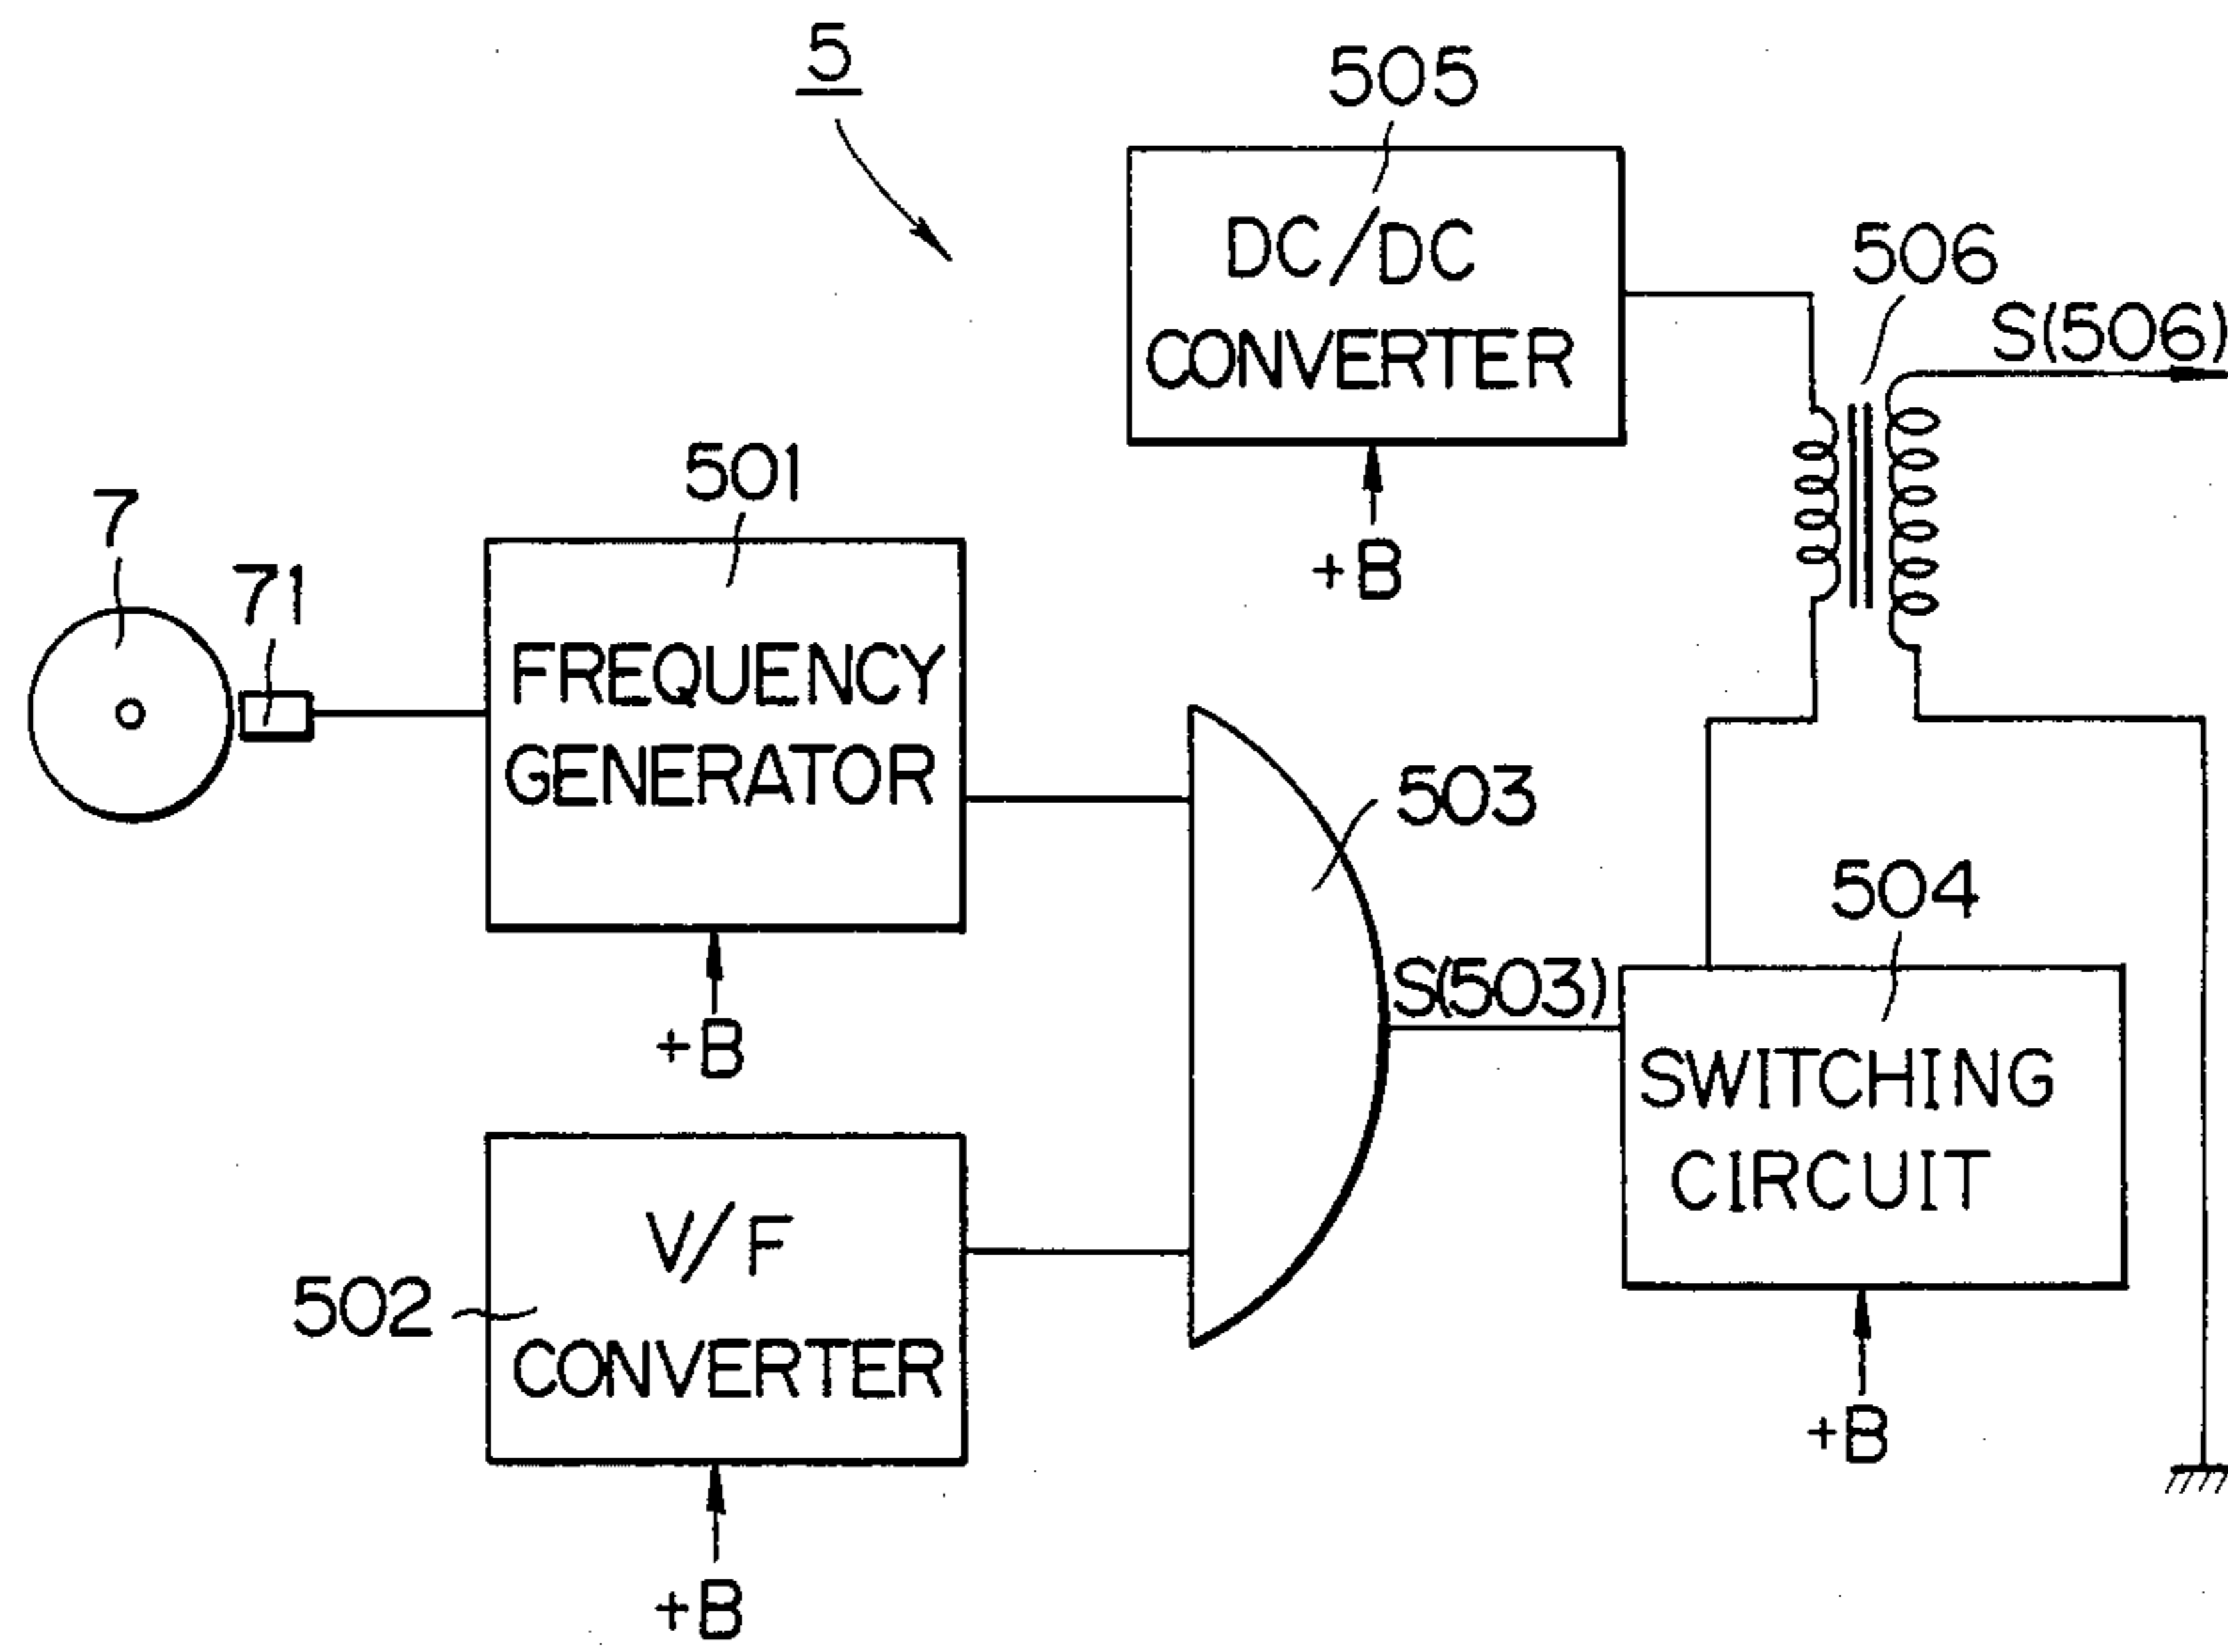 5
505
DC/DC
CONVERTER
+B
506
S(506)
501
7
71
FREQUENCY
GENERATOR
+B
503
S(503)
504
SWITCHING
CIRCUIT
+B
502
V/F
CONVERTER
+B